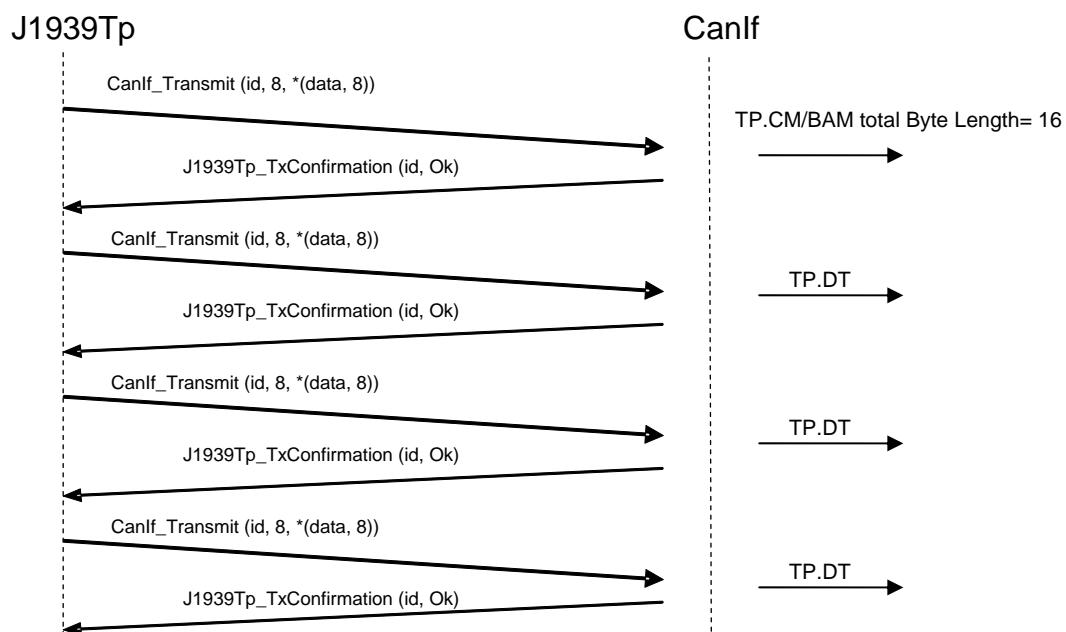 J1939Tp
CanIf
CanIf_Transmit (id, 8, *(data, 8))
TP.CM/BAM total Byte Length= 16
J1939Tp_TxConfirmation (id, Ok)
CanIf_Transmit (id, 8, *(data, 8))
TP.DT
J1939Tp_TxConfirmation (id, Ok)
CanIf_Transmit (id, 8, *(data, 8))
TP.DT
J1939Tp_TxConfirmation (id, Ok)
CanIf_Transmit (id, 8, *(data, 8))
TP.DT
J1939Tp_TxConfirmation (id, Ok)